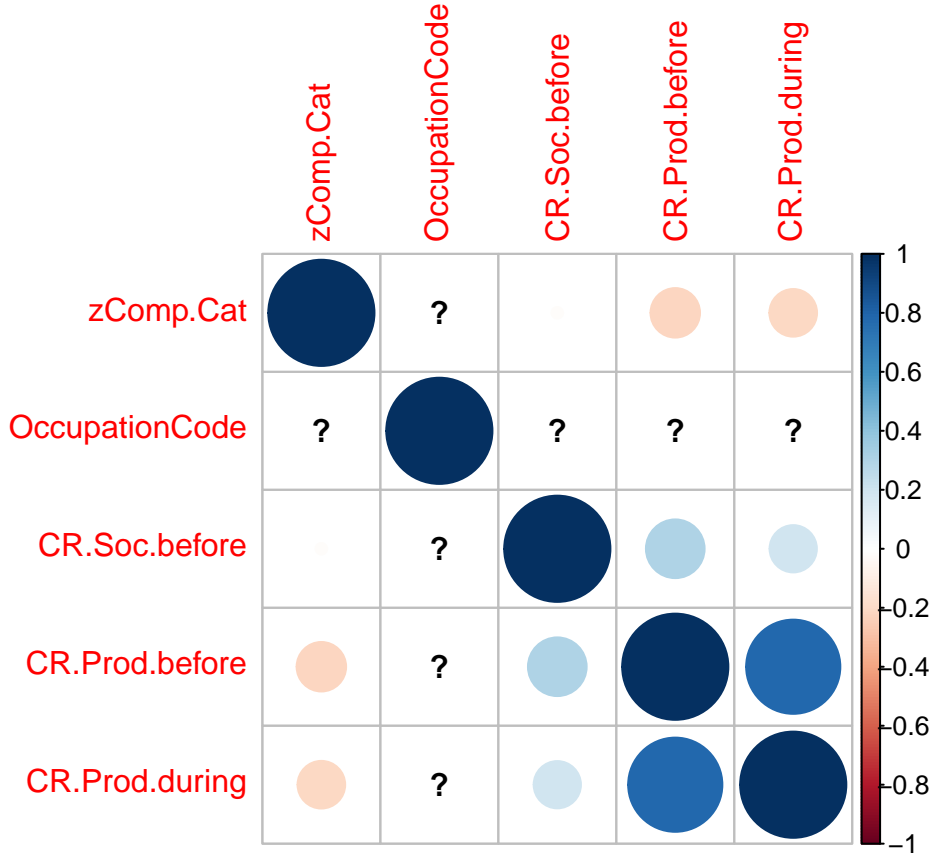 zComp.Cat
OccupationCode
CR.Soc.before
CR.Prod.before
CR.Prod.during
zComp.Cat ?
OccupationCode ? ? ? ?
CR.Soc.before ?
CR.Prod.before ?
CR.Prod.during ?
1
0.8
0.6
0.4
0.2
0
−0.2
−0.4
−0.6
−0.8
−1